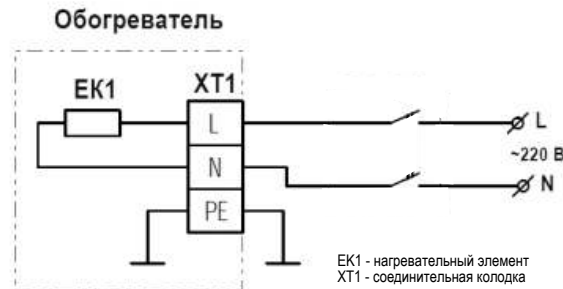 Обогреватель
ЕК1
ХТ1
L
N
PE
L
~220 В
N
ЕК1 - нагревательный элемент
ХТ1 - соединительная колодка